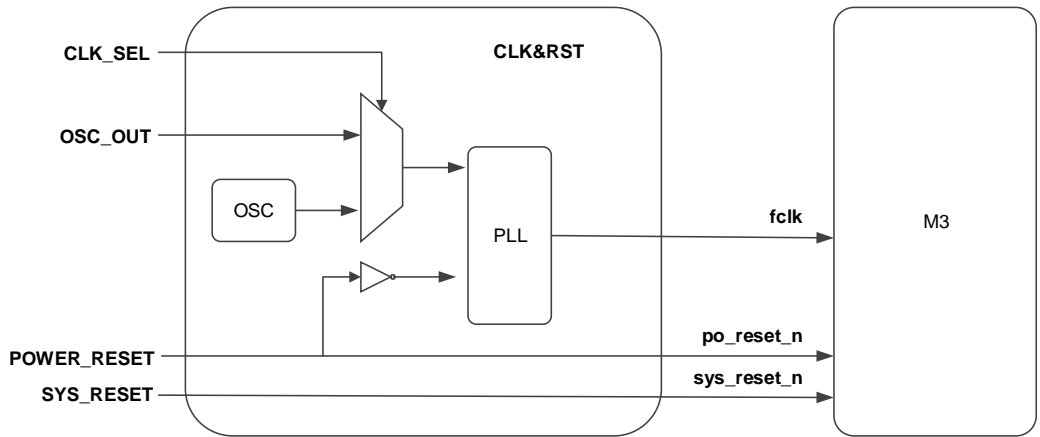 CLK_SEL
CLK&RST
OSC_OUT
OSC
PLL
fclk
M3
po_reset_n
POWER_RESET
sys_reset_n
SYS_RESET